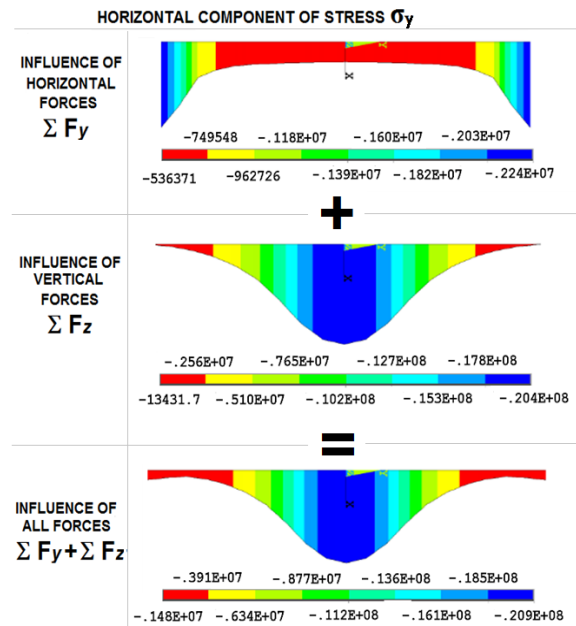 HORIZONTAL COMPONENT OF STRESS σy
INFLUENCE OF
HORIZONTAL
FORCES
Σ Fy
X
-749548 -.118E+07 -.160E+07 -.203E+07
-536371 -962726 -.139E+07 -.182E+07 -.224E+07
+
INFLUENCE OF
VERTICAL
FORCES
Σ Fz
X
-.256E+07 -.765E+07 -.127E+08 -.178E+08
-13431.7 -.510E+07 -.102E+08 -.153E+08 -.204E+08
=
INFLUENCE OF
ALL FORCES
Σ Fy+Σ Fz
X
-.391E+07 -.877E+07 -.136E+08 -.185E+08
-.148E+07 -.634E+07 -.112E+08 -.161E+08 -.209E+08